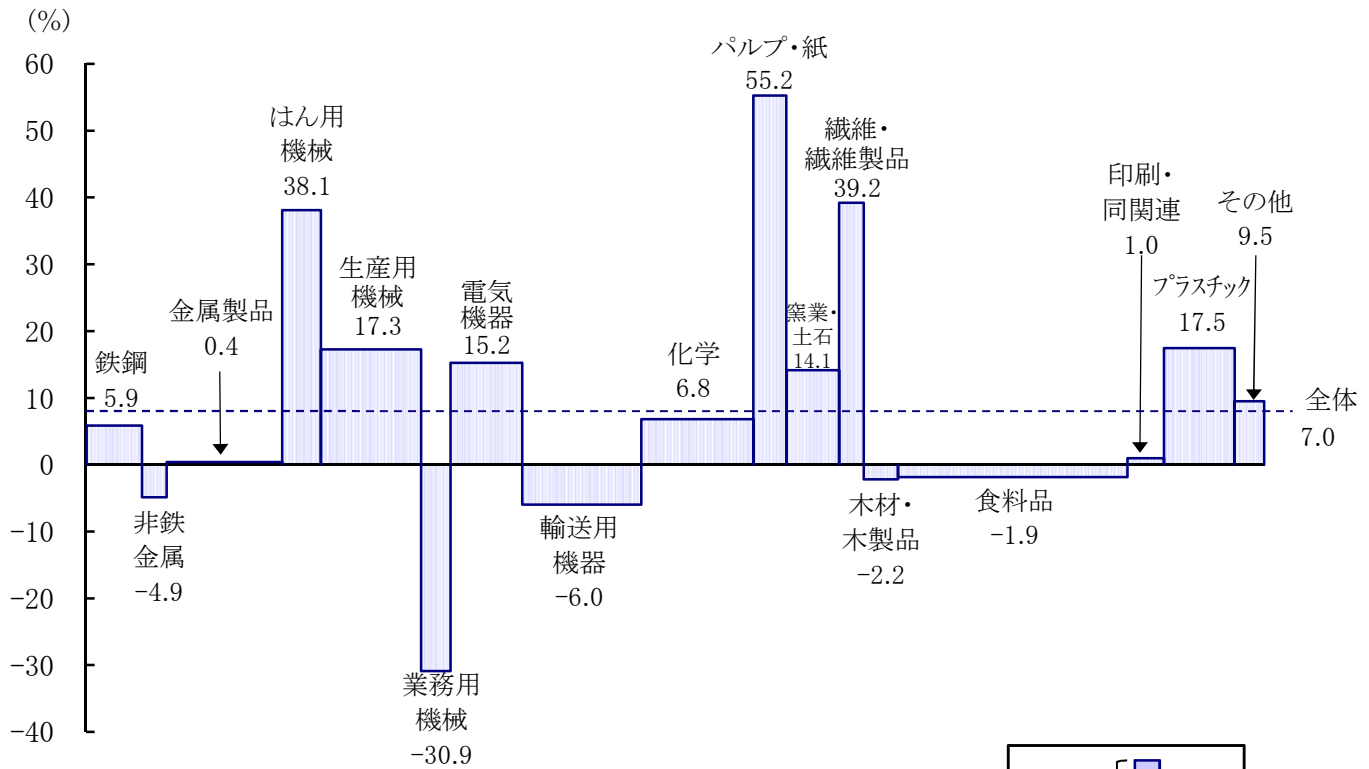 (%)
60
50
40
30
20
10
0
-10
-20
-30
-40
鉄鋼
5.9
非鉄
金属
-4.9
金属製品
0.4
はん用
機械
38.1
生産用
機械
17.3
業務用
機械
-30.9
電気
機器
15.2
輸送用
機器
-6.0
化学
6.8
パルプ・紙
55.2
窯業・
土石
14.1
繊維・
繊維製品
39.2
木材・
木製品
-2.2
食料品
-1.9
印刷・
同関連
1.0
プラスチック
17.5
その他
9.5
全体
7.0